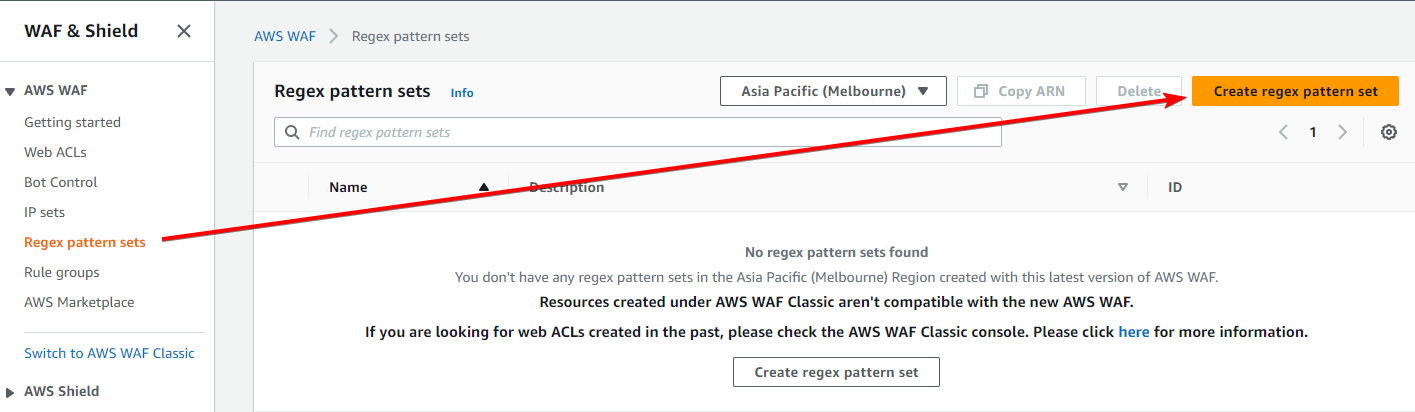 WAF & Shield
AWS WAF
Getting started
Web ACLs
Bot Control
IP sets
Regex pattern sets
Rule groups
AWS Marketplace
Switch to AWS WAF Classic
AWS Shield
AWS WAF > Regex pattern sets
Regex pattern sets Info
Asia Pacific (Melbourne)
Copy ARN
Delete
Create regex pattern set
Find regex pattern sets
1
Name Description ID
No regex pattern sets found
You don't have any regex pattern sets in the Asia Pacific (Melbourne) Region created with this latest version of AWS WAF.
Resources created under AWS WAF Classic aren't compatible with the new AWS WAF.
If you are looking for web ACLs created in the past, please check the AWS WAF Classic console. Please click here for more information.
Create regex pattern set